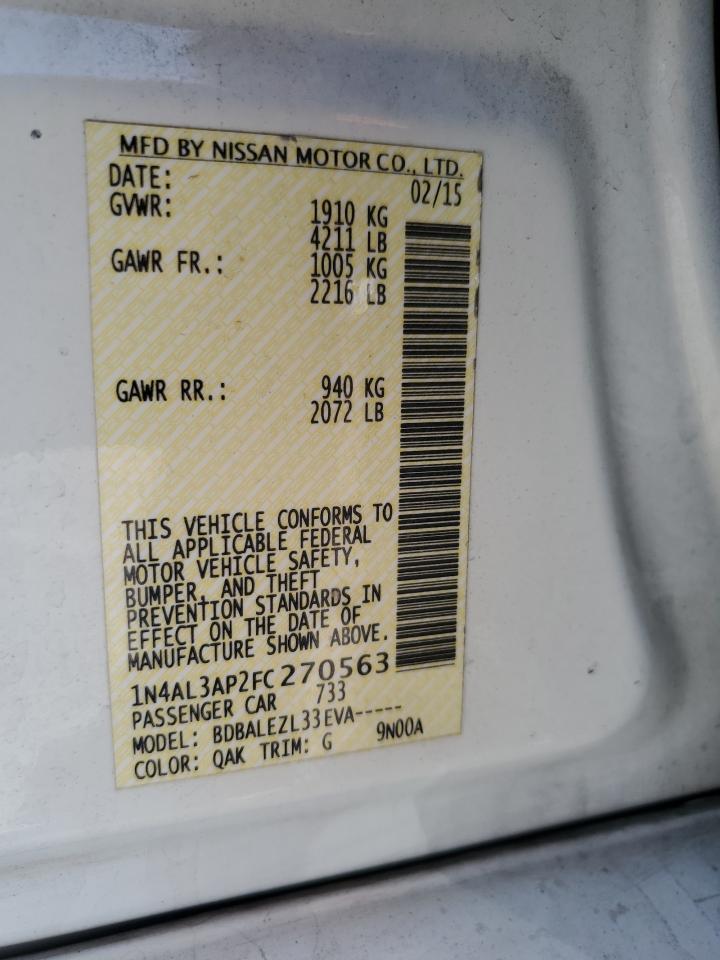 MFD BY NISSAN MOTOR CO., LTD.
DATE: 02/15
GVWR: 1910 KG
4211 LB
GAWR FR.: 1005 KG
2216 LB
GAWR RR.: 940 KG
2072 LB
THIS VEHICLE CONFORMS TO
ALL APPLICABLE FEDERAL
MOTOR VEHICLE SAFETY,
BUMPER, AND THEFT
PREVENTION STANDARDS IN
EFFECT ON THE DATE OF
MANUFACTURE SHOWN ABOVE.
1N4AL3AP2FC270563
PASSENGER CAR 733
MODEL: BDBALEZL33EVA-----
COLOR: QAK TRIM: G 9N00A